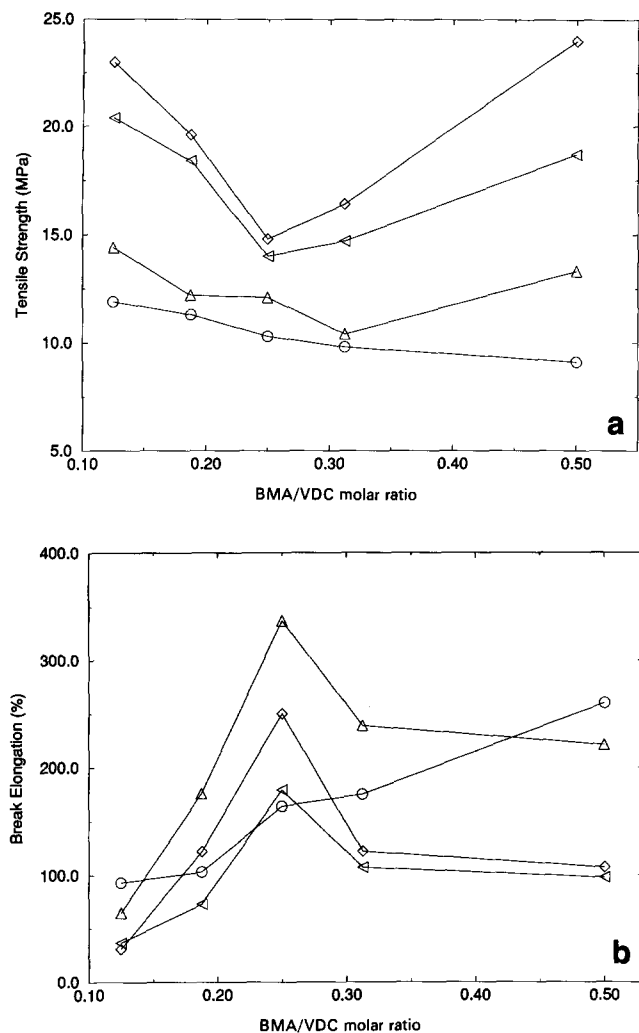 25.0
20.0
15.0
10.0
5.0
Tensile Strength (MPa)
a
0.10 0.20 0.30 0.40 0.50
BMA/VDC molar ratio
400.0
300.0
200.0
100.0
0.0
Break Elongation (%)
b
0.10 0.20 0.30 0.40 0.50
BMA/VDC molar ratio